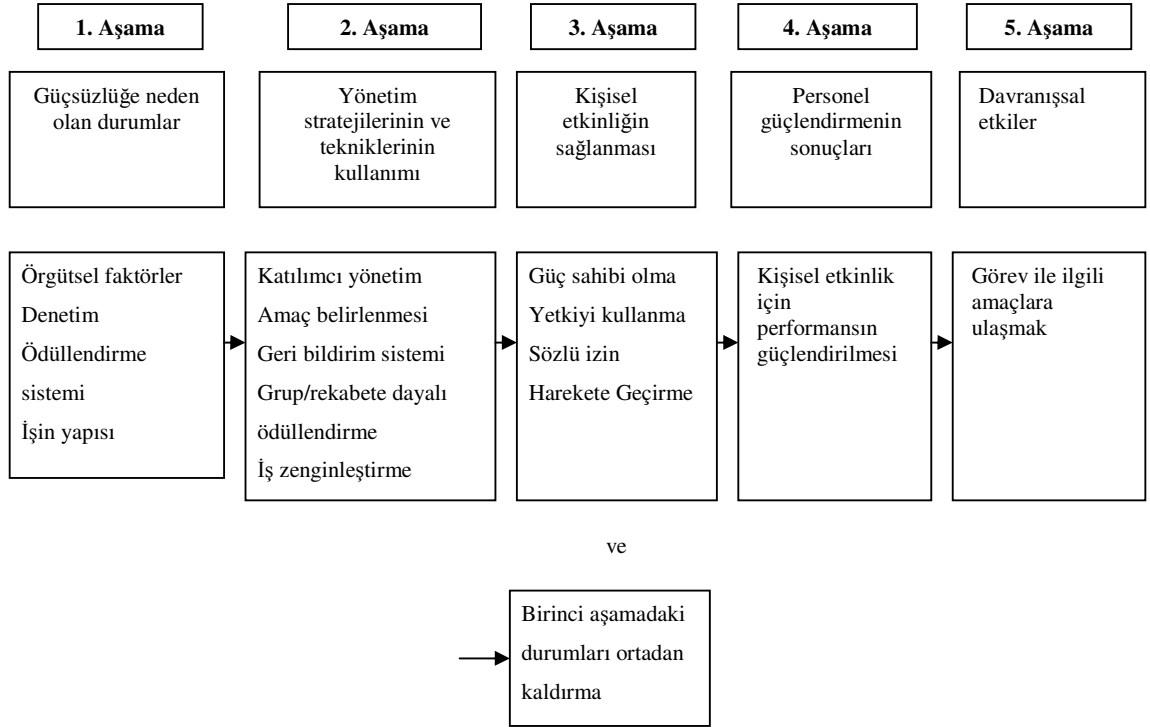 1. Aşama
2. Aşama
3. Aşama
4. Aşama
5. Aşama
Güçsüzlüğe neden
olan durumlar
Yönetim
stratejilerinin ve
tekniklerinin
kullanımı
Kişisel
etkinliğin
sağlanması
Personel
güçlendirmenin
sonuçları
Davranışsal
etkiler
Örgütsel faktörler
Denetim
Ödüllendirme
sistemi
İşin yapısı
Katılımcı yönetim
Amaç belirlenmesi
Geri bildirim sistemi
Grup/rekabete dayalı
ödüllendirme
İş zenginleştirme
Güç sahibi olma
Yetkiyi kullanma
Sözlü izin
Harekete Geçirme
Kişisel etkinlik
için
performansın
güçlendirilmesi
Görev ile ilgili
amaçlara
ulaşmak
ve
Birinci aşamadaki
durumları ortadan
kaldırma